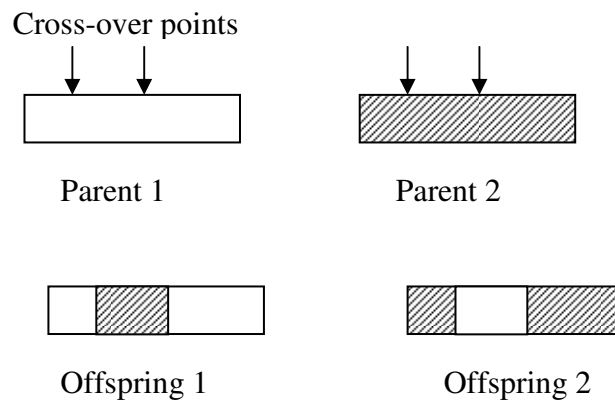 Cross-over points
Parent 1
Parent 2
Offspring 1
Offspring 2